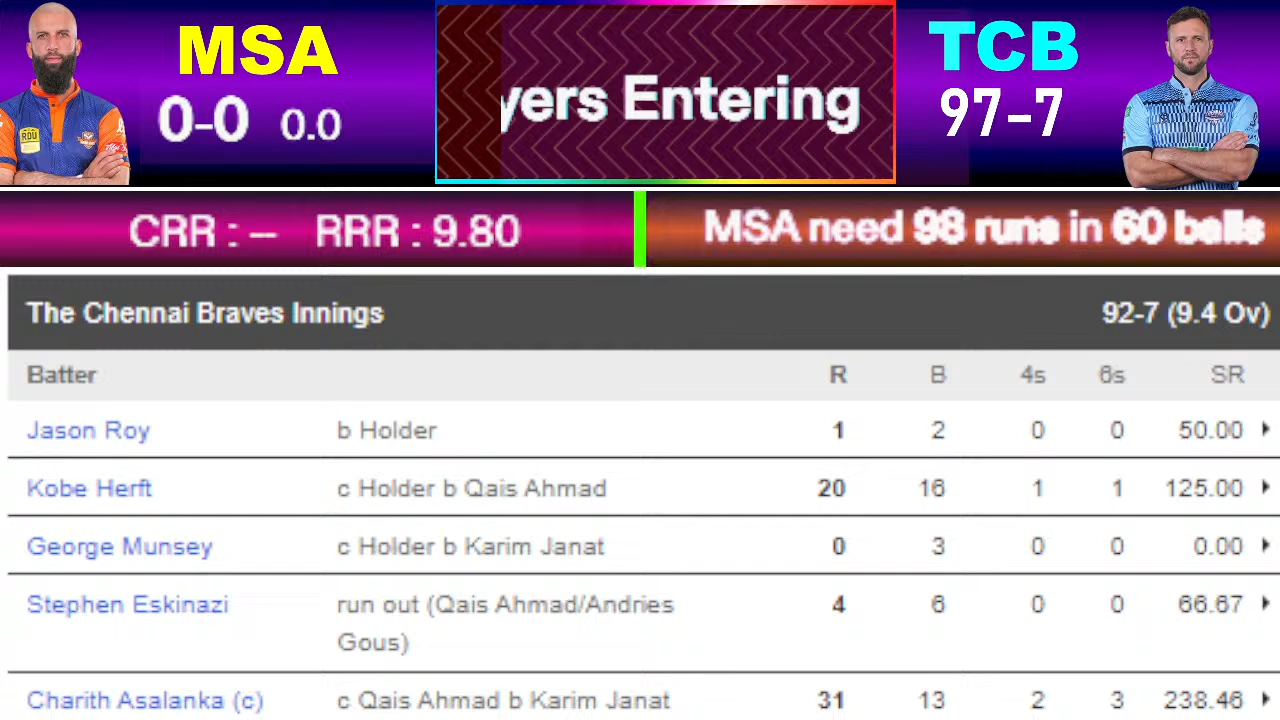 MSA
0-0 0.0
yers Entering
TCB
97-7
CRR : – RRR : 9.80
MSA need 98 runs in 60 balls
The Chennai Braves Innings 92-7 (9.4 Ov)
Batter R B 4s 6s SR
Jason Roy b Holder 1 2 0 0 50.00
Kobe Herft c Holder b Qais Ahmad 20 16 1 1 125.00
George Munsey c Holder b Karim Janat 0 3 0 0 0.00
Stephen Eskinazi run out (Qais Ahmad/Andries 4 6 0 0 66.67
Gous)
Charith Asalanka (c) c Qais Ahmad b Karim Janat 31 13 2 3 238.46